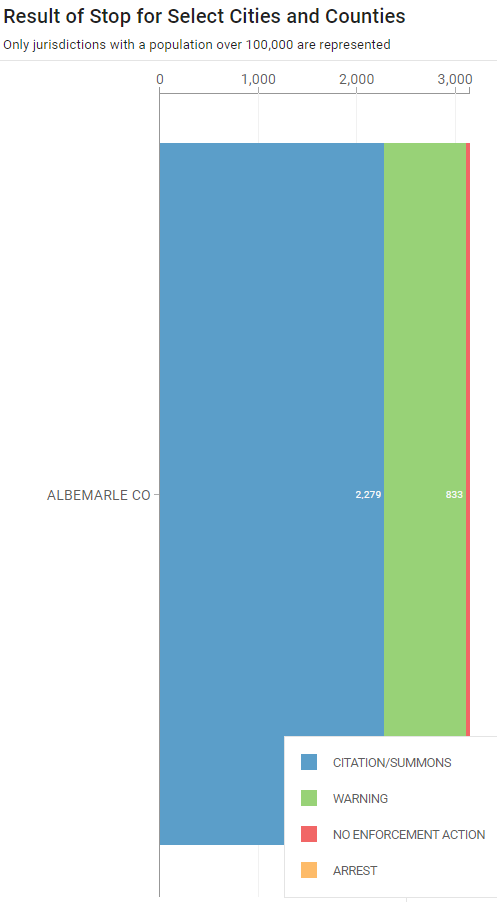 Result of Stop for Select Cities and Counties
Only jurisdictions with a population over 100,000 are represented
0 1,000 2,000 3,000
ALBEMARLE CO 2,279 833
CITATION/SUMMONS
WARNING
NO ENFORCEMENT ACTION
ARREST